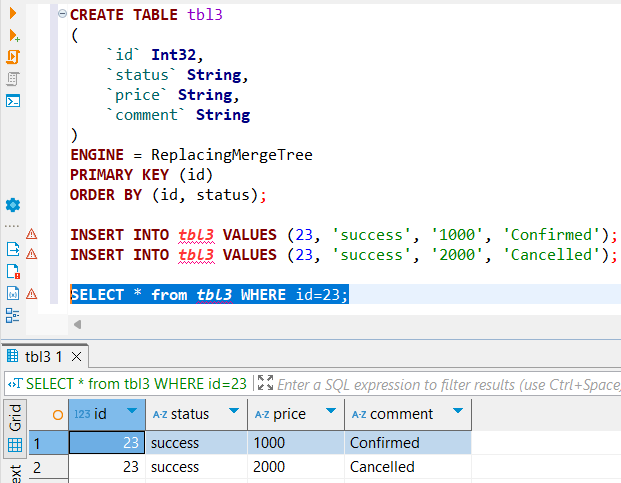 CREATE TABLE tbl3
(
`id` Int32,
`status` String,
`price` String,
`comment` String
)
ENGINE = ReplacingMergeTree
PRIMARY KEY (id)
ORDER BY (id, status);
INSERT INTO tbl3 VALUES (23, 'success', '1000', 'Confirmed');
INSERT INTO tbl3 VALUES (23, 'success', '2000', 'Cancelled');
SELECT * from tbl3 WHERE id=23;
tbl3 1
SELECT * from tbl3 WHERE id=23 Enter a SQL expression to filter results (use Ctrl+Space
Grid
123 id A-Z status A-Z price A-Z comment
1 23 success 1000 Confirmed
2 23 success 2000 Cancelled